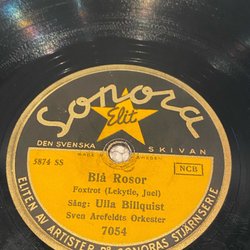 Sonora
Elit
DEN SVENSKA SKIVAN
MADE IN SWEDEN
5874 SS
NCB
Blå Rosor
Foxtrot (Lekytie, Juel)
Sång: Ulla Billquist
Sven Arefeldts Orkester
7054
ELITEN AV ARTISTER PÅ SONORAS STJÄRNSERIE